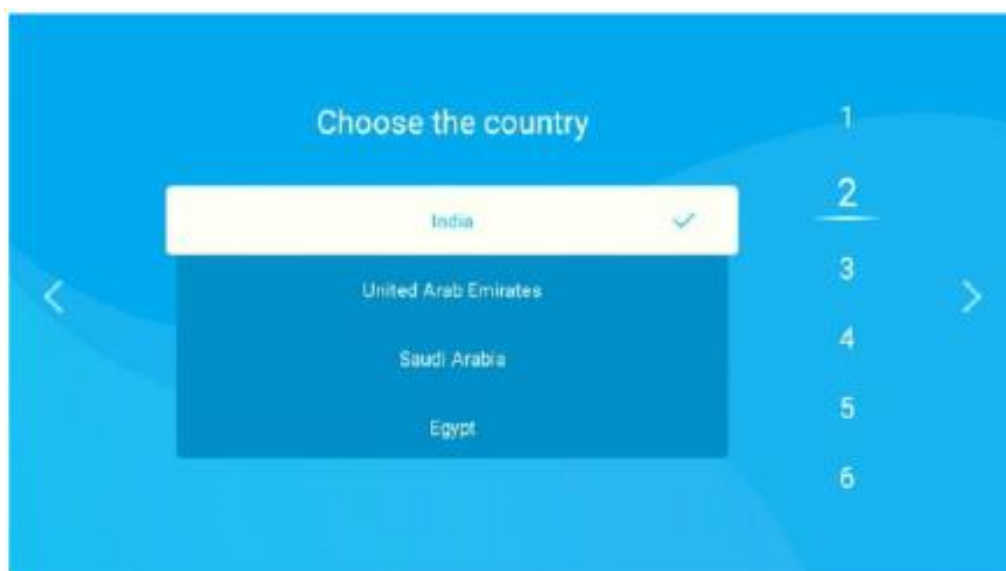 Choose the country
India
United Arab Emirates
Saudi Arabia
Egypt
1
2
3
4
5
6